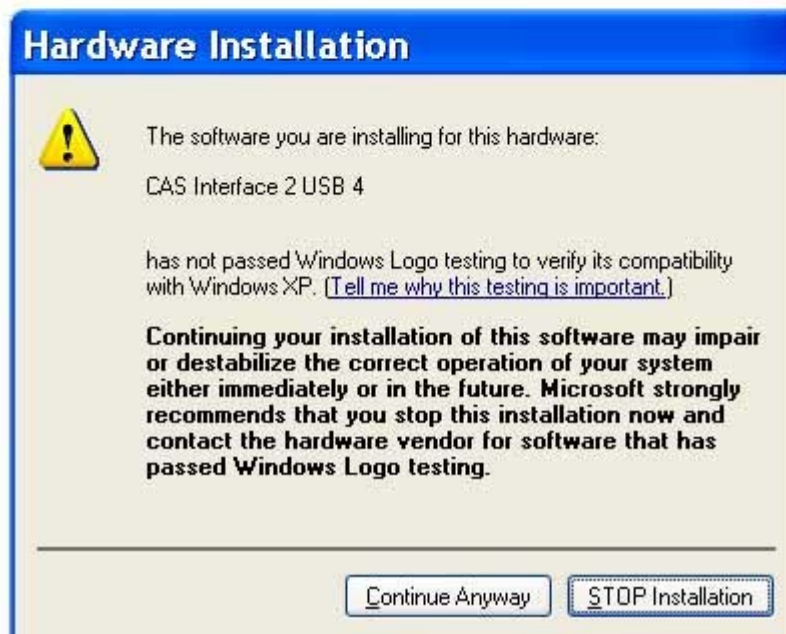 Hardware Installation
The software you are installing for this hardware:
CAS Interface 2 USB 4
has not passed Windows Logo testing to verify its compatibility
with Windows XP. (Tell me why this testing is important.)
Continuing your installation of this software may impair
or destabilize the correct operation of your system
either immediately or in the future. Microsoft strongly
recommends that you stop this installation now and
contact the hardware vendor for software that has
passed Windows Logo testing.
Continue Anyway
STOP Installation